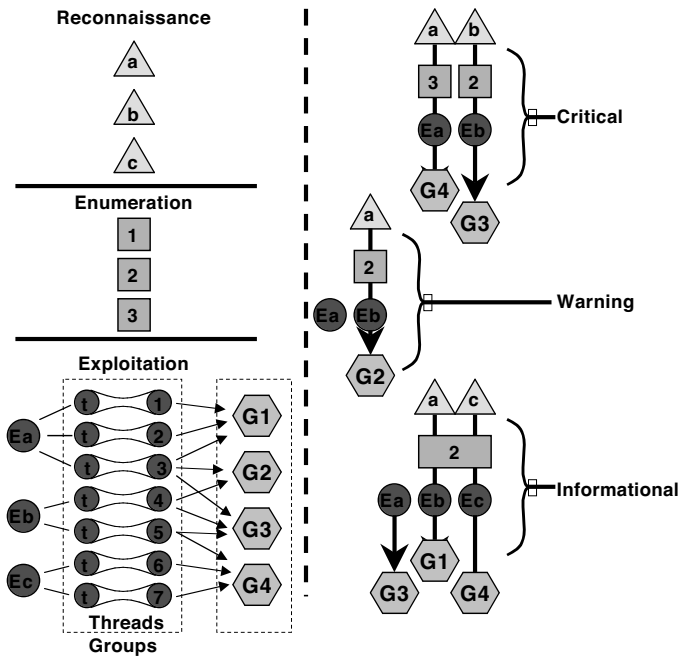 Reconnaissance
a
b
c
Enumeration
1
2
3
Exploitation
Ea
Eb
Ec
t 1
t 2
t 3
t 4
t 5
t 6
t 7
G1
G2
G3
G4
Threads
Groups
a b
3 2
Ea Eb
G4
G3
Critical
a
2
Ea Eb
G2
Warning
a c
2
Ea Eb Ec
G1
G3 G4
Informational